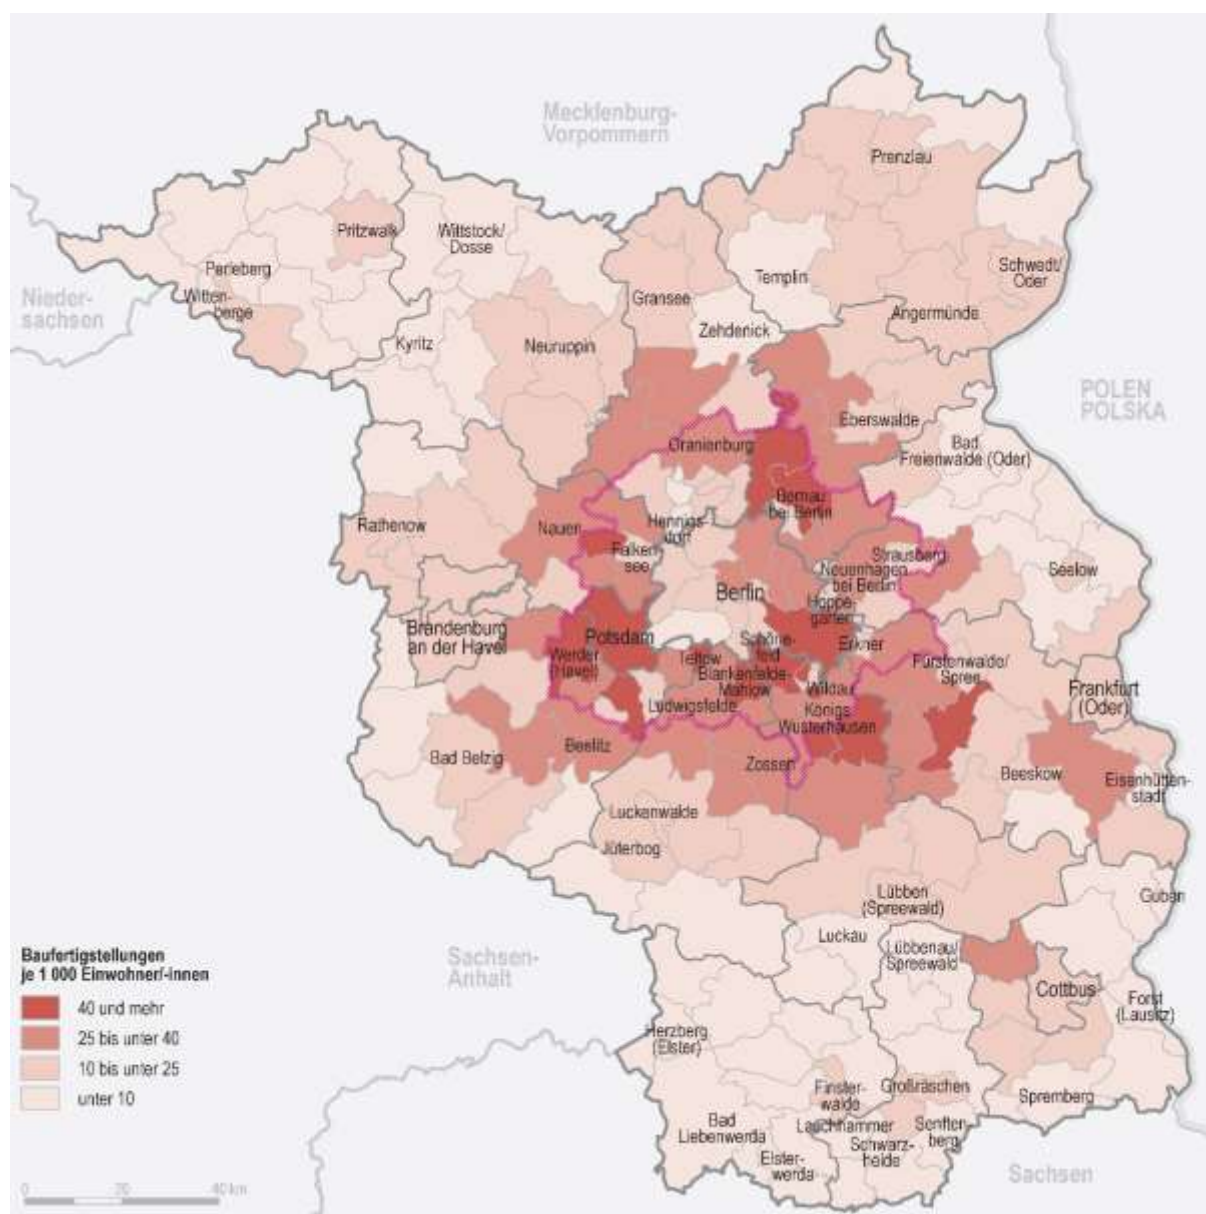 Mecklenburg-
Vorpommern
Prenzlau
Pritzwalk
Wittstock/
Dosse
Perleberg
Templin
Schwedt/
Oder
Nieder-
sachsen
Witten-
berge
Gransee
Angermünde
Zehdenick
Kyritz
Neuruppin
POLEN
POLSKA
Eberswalde
Oranienburg
Bad
Freienwalde (Oder)
Bernau
bei Berlin
Rathenow
Nauen
Hennigs-
dorf
Falken-
see
Strausberg
Neuenhagen
bei Berlin
Seelow
Berlin
Hoppe-
garten
Brandenburg
an der Havel
Potsdam
Schöne-
feld
Erkner
Werder
(Havel)
Teltow
Blankenfelde-
Mahlow
Fürstenwalde/
Spree
Wildau
Frankfurt
(Oder)
Ludwigsfelde
Königs
Wusterhausen
Beelitz
Bad Belzig
Zossen
Beeskow
Eisenhütten-
stadt
Luckenwalde
Jüterbog
Lübben
(Spreewald)
Guben
Luckau
Lübbenau/
Spreewald
Sachsen-
Anhalt
Cottbus
Forst
(Lausitz)
Herzberg
(Elster)
Finster-
walde
Großräschen
Spremberg
Bad
Liebenwerda
Lauchhammer
Senften-
berg
Schwarz-
heide
Elster-
werda
Sachsen
Baufertigstellungen
je 1 000 Einwohner/-innen
40 und mehr
25 bis unter 40
10 bis unter 25
unter 10
0 20 40 km